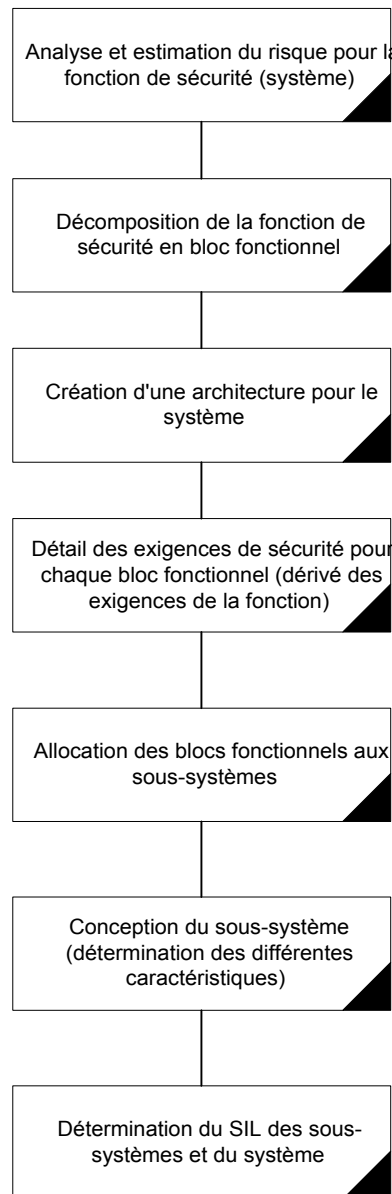 Analyse et estimation du risque pour la
fonction de sécurité (système)
Décomposition de la fonction de
sécurité en bloc fonctionnel
Création d'une architecture pour le
système
Détail des exigences de sécurité pour
chaque bloc fonctionnel (dérivé des
exigences de la fonction)
Allocation des blocs fonctionnels aux
sous-systèmes
Conception du sous-système
(détermination des différentes
caractéristiques)
Détermination du SIL des sous-
systèmes et du système